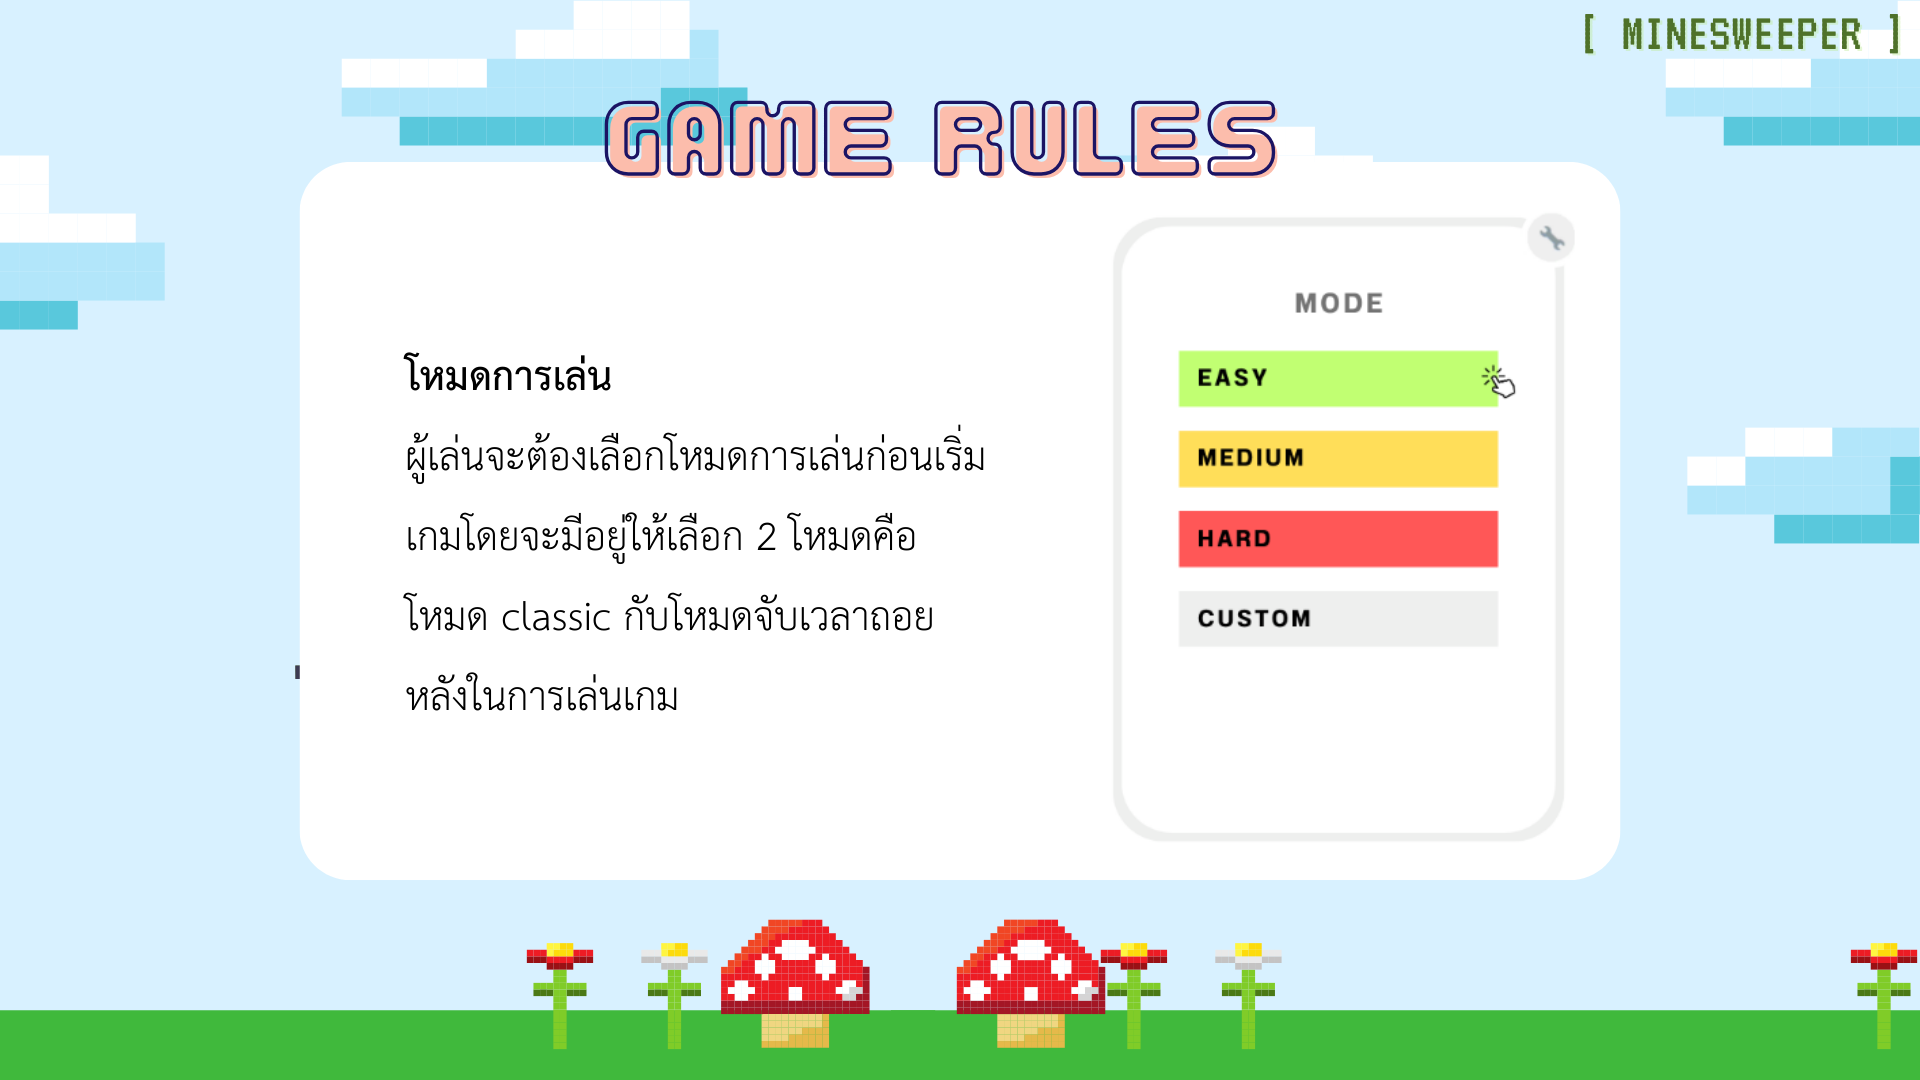 [ MINESWEEPER ]
GAME RULES
โหมดการเล่น
ผู้เล่นจะต้องเลือกโหมดการเล่นก่อนเริ่ม
เกมโดยจะมีอยู่ให้เลือก 2 โหมดคือ
โหมด classic กับโหมดจับเวลาถอย
หลังในการเล่นเกม
MODE
EASY
MEDIUM
HARD
CUSTOM